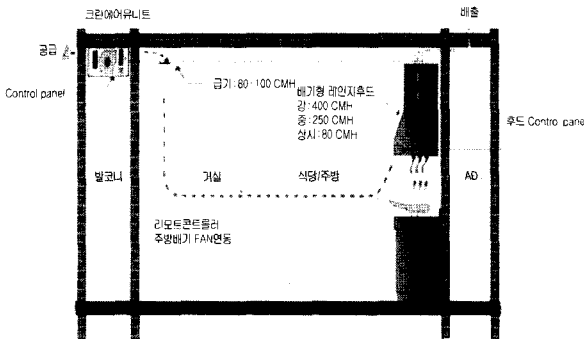 크란에어유니트
배출
궁급
급기:80-100 CMH
배기형 레인지후드
강:400 CMH
중:250 CMH
상시:80 CMH
Control panel
후드 Control pane
발코니
거실
식당/주방
AD
리모트콘트롤러
주방배기 FAN연동